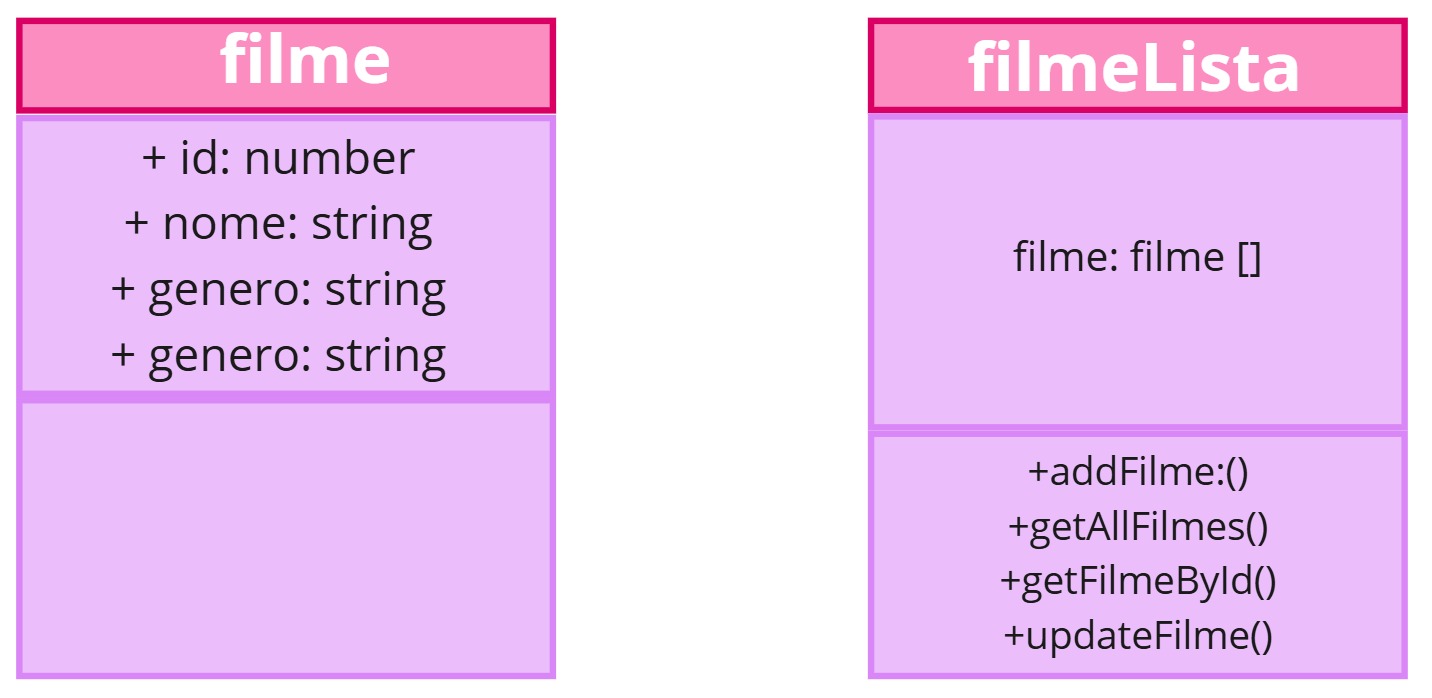 filme
+ id: number
+ nome: string
+ genero: string
+ genero: string
filmeLista
filme: filme []
+addFilme:()
+getAllFilmes()
+getFilmeById()
+updateFilme()